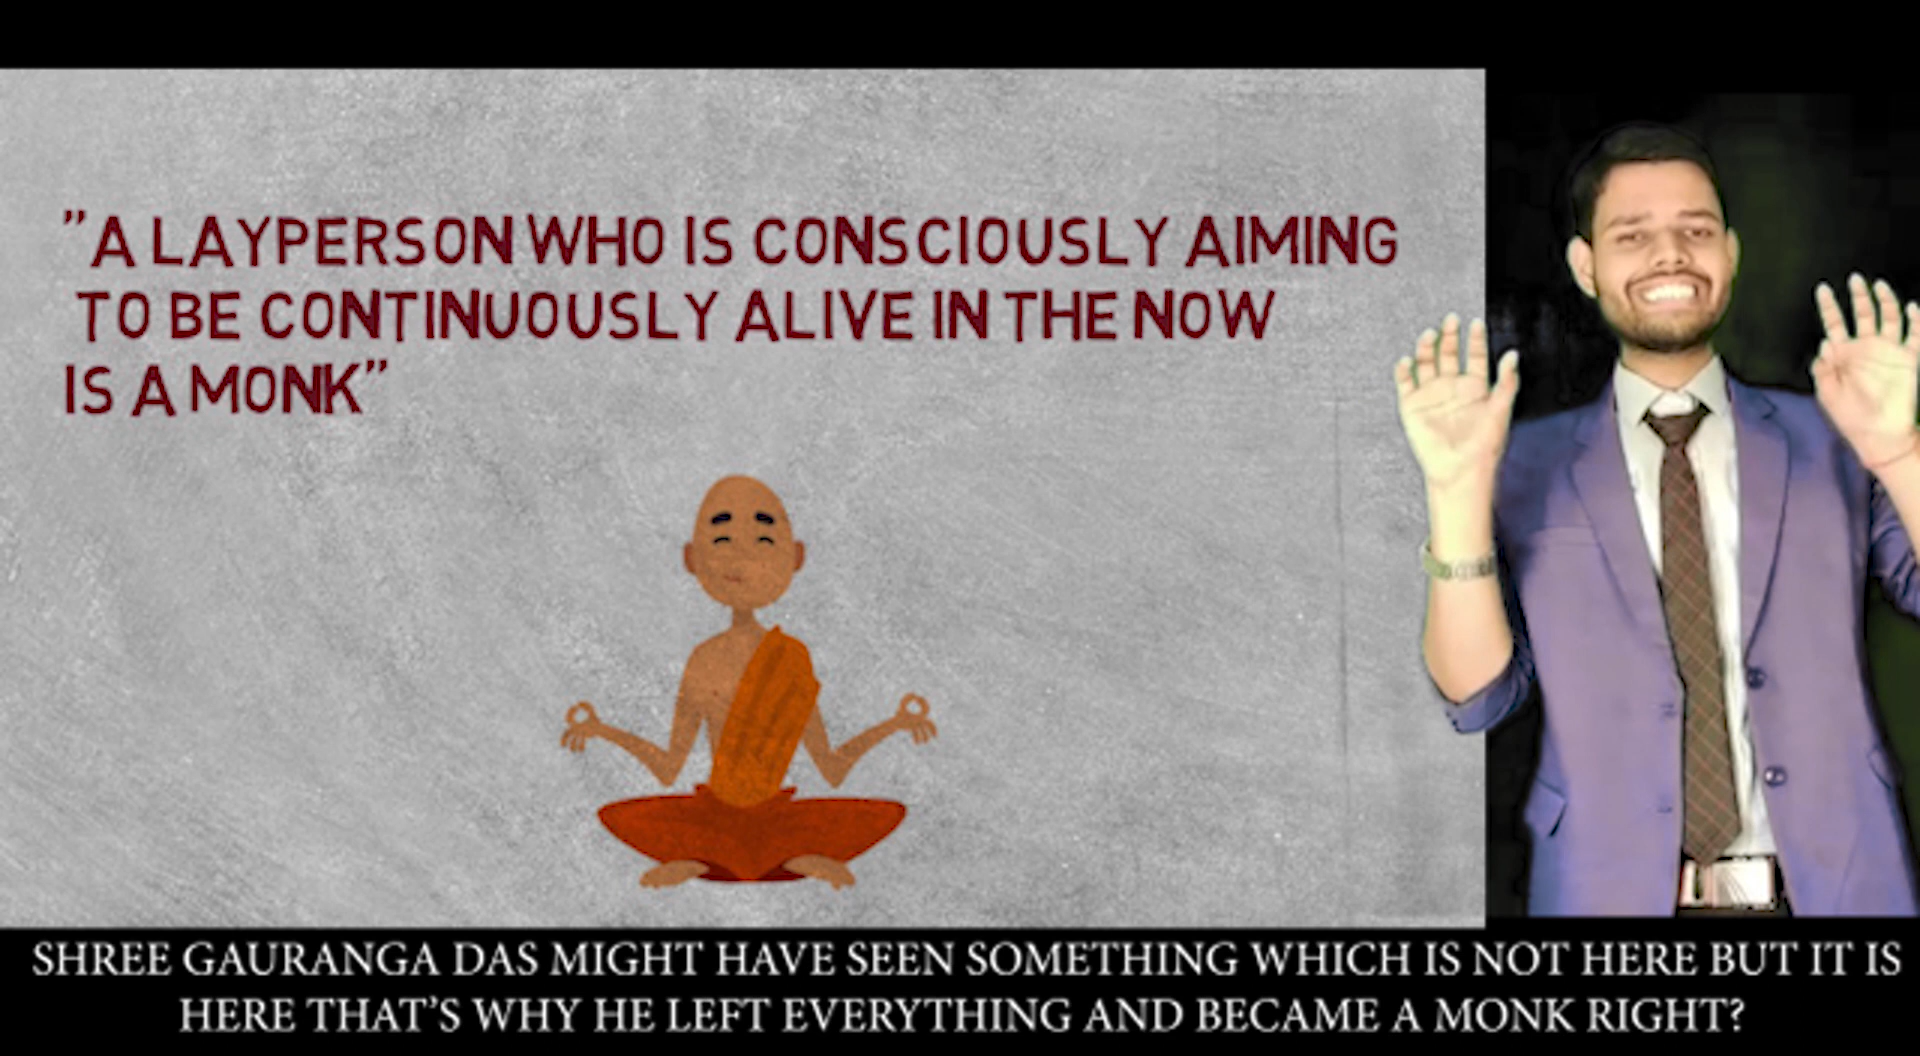 ”A LAYPERSON WHO IS CONSCIOUSLY AIMING
TO BE CONTINUOUSLY ALIVE IN THE NOW
IS A MONK”
SHREE GAURANGA DAS MIGHT HAVE SEEN SOMETHING WHICH IS NOT HERE BUT IT IS
HERE THAT’S WHY HE LEFT EVERYTHING AND BECAME A MONK RIGHT?